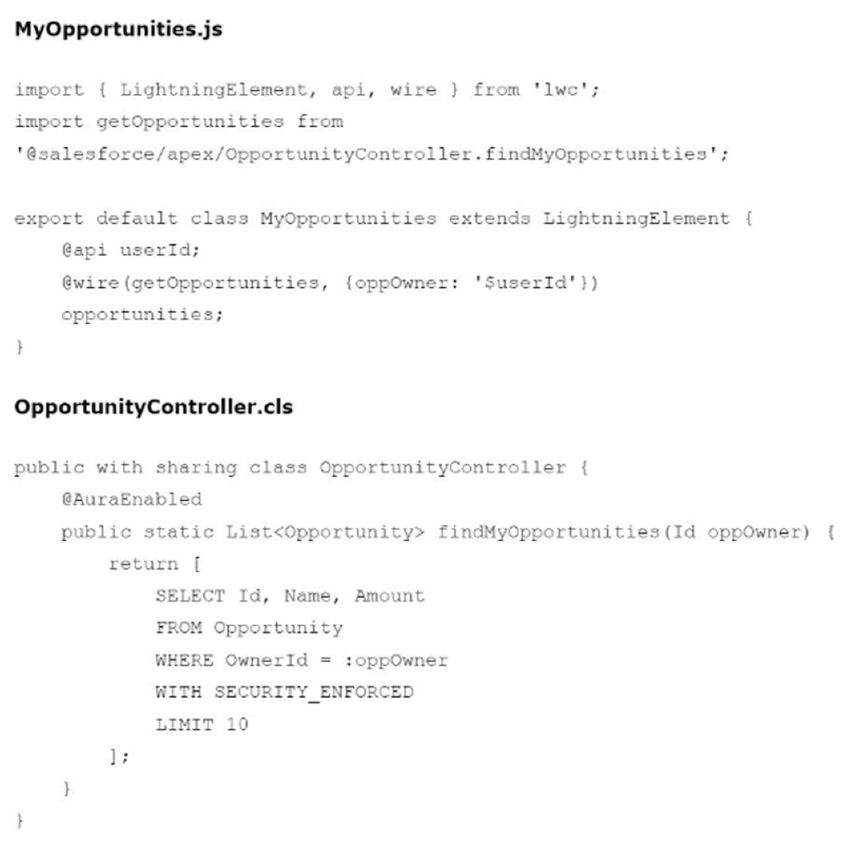 MyOpportunities.js
import { LightningElement, api, wire } from 'lwc';
import getOpportunities from
'@salesforce/apex/OpportunityController.findMyOpportunities';
export default class MyOpportunities extends LightningElement {
    @api userId;
    @wire(getOpportunities, {oppOwner: '$userId'})
    opportunities;
}
OpportunityController.cls
public with sharing class OpportunityController {
    @AuraEnabled
    public static List<Opportunity> findMyOpportunities(Id oppOwner) {
        return [
            SELECT Id, Name, Amount
            FROM Opportunity
            WHERE OwnerId = :oppOwner
            WITH SECURITY_ENFORCED
            LIMIT 10
        ];
    }
}